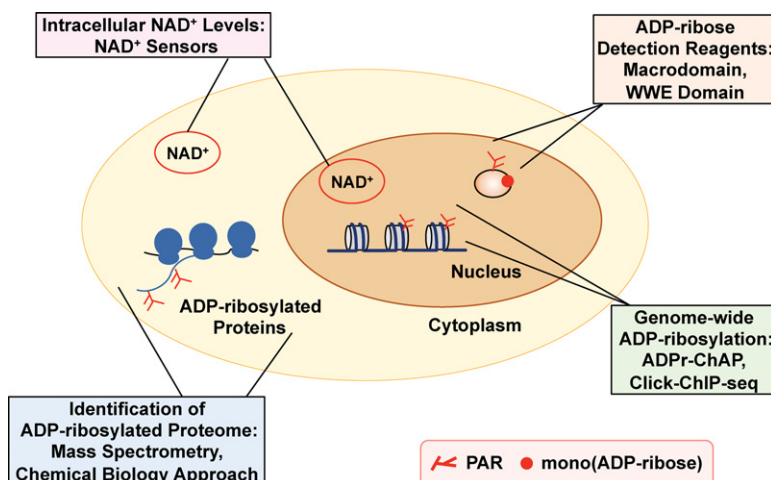 Intracellular NAD⁺ Levels:
NAD⁺ Sensors
ADP-ribose
Detection Reagents:
Macrodomain,
WWE Domain
NAD⁺
NAD⁺
Nucleus
ADP-ribosylated
Proteins
Cytoplasm
Genome-wide
ADP-ribosylation:
ADPr-ChAP,
Click-ChIP-seq
Identification of
ADP-ribosylated Proteome:
Mass Spectrometry,
Chemical Biology Approach
PAR
mono(ADP-ribose)